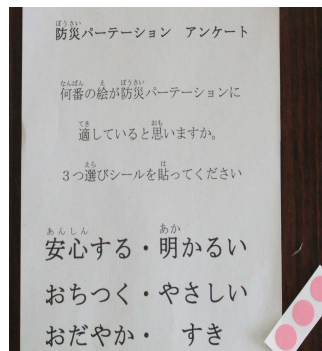 防災パーテーション　アンケート
何番の絵が防災パーテーションに
適していると思いますか。
３つ選びシールを貼ってください
安心する・明かるい
おちつく・やさしい
おだやか・　すき